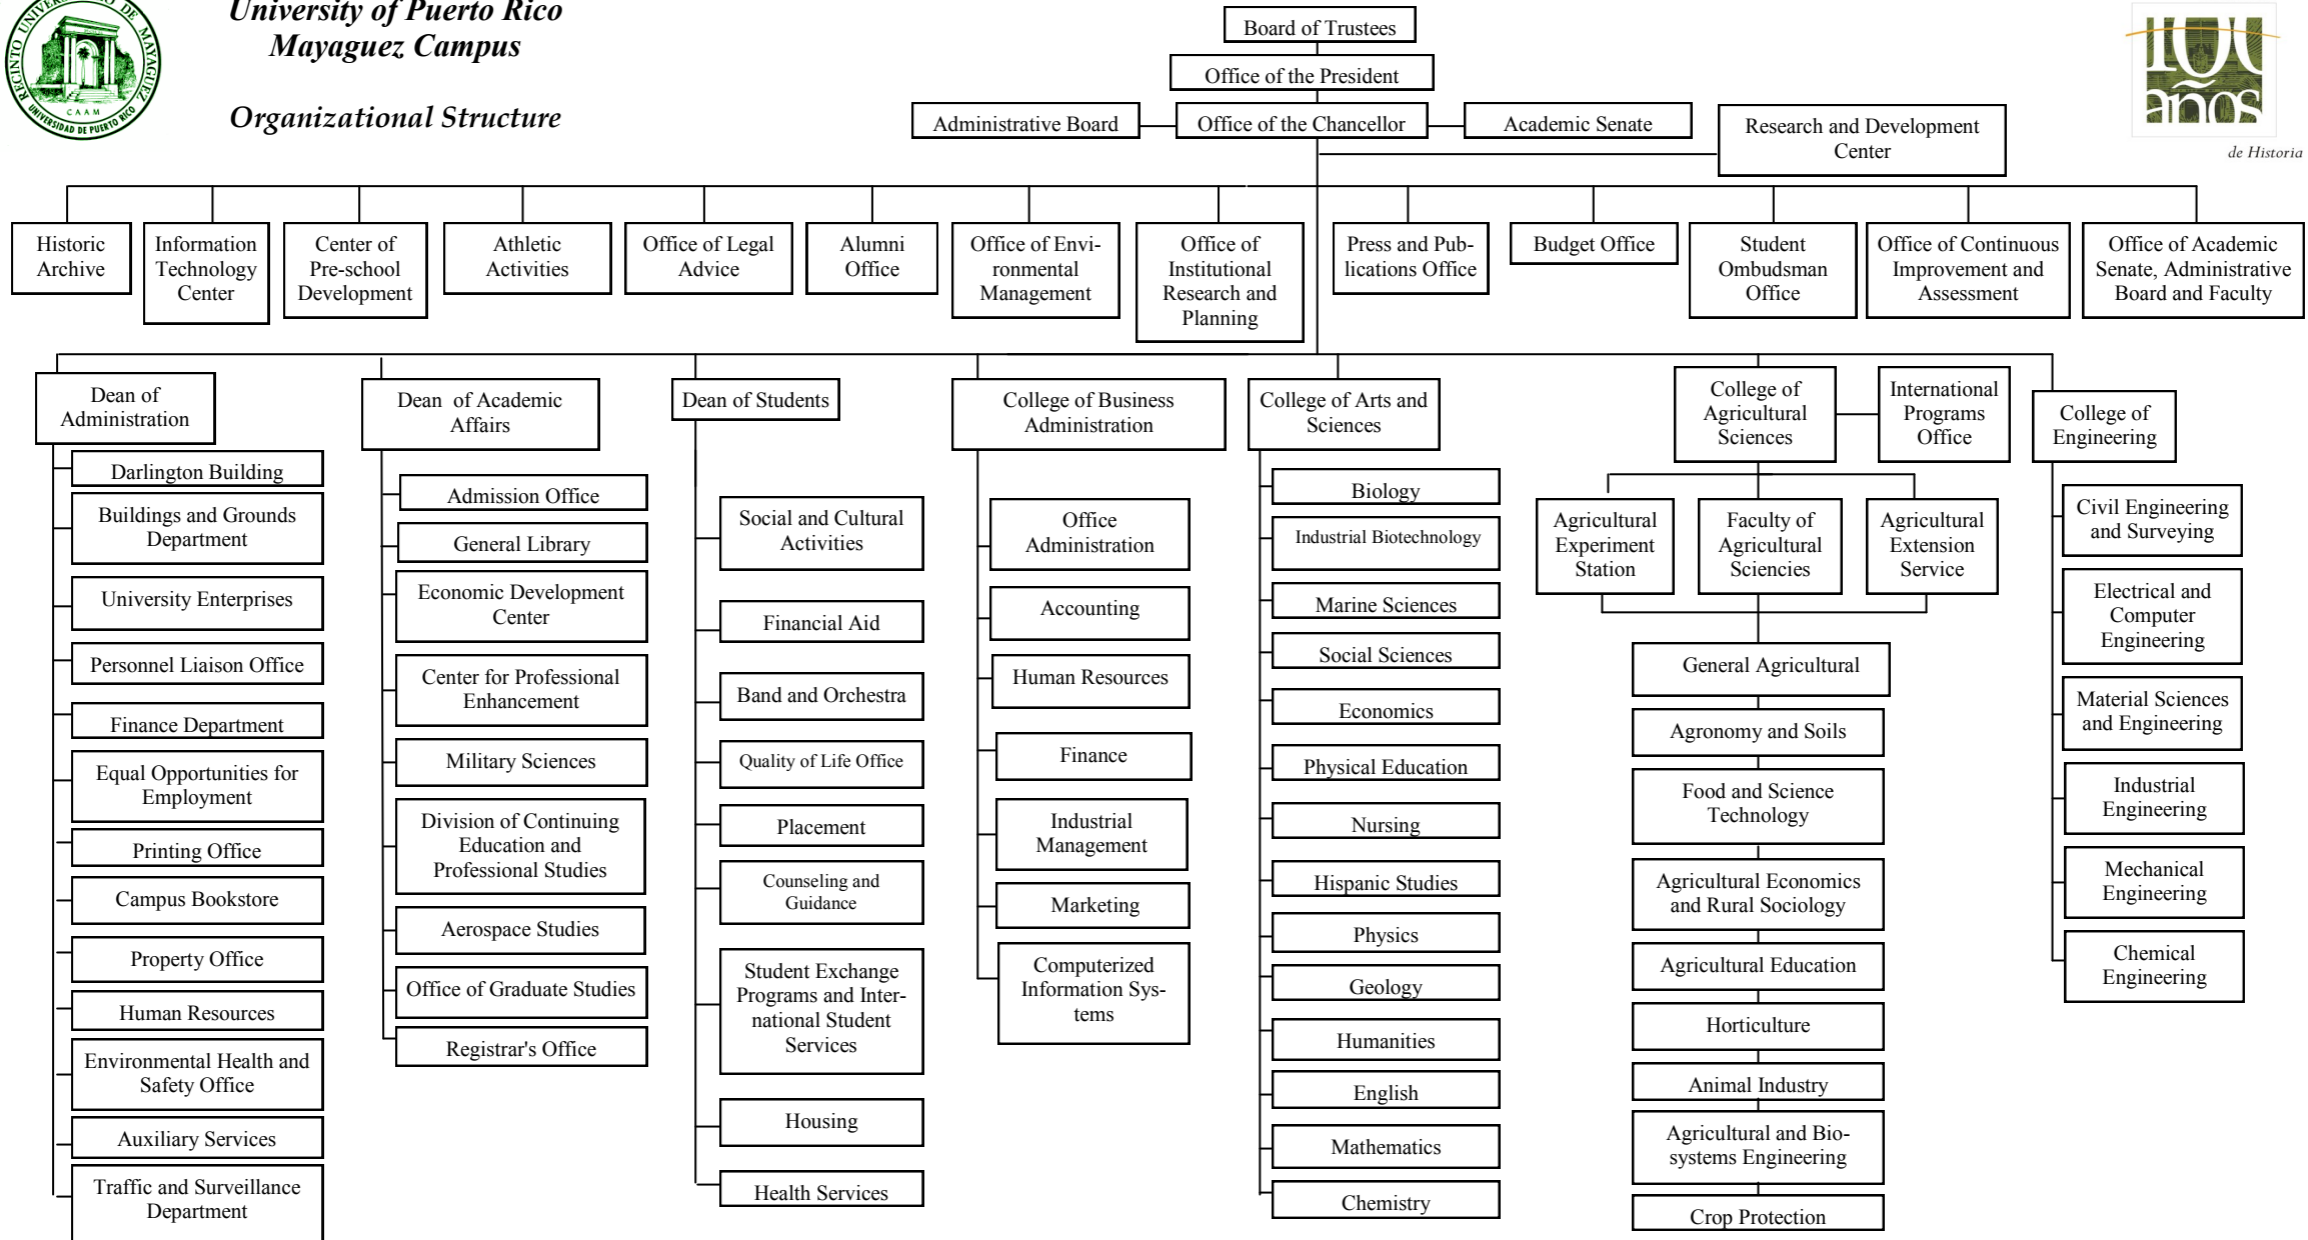 University of Puerto Rico
Mayaguez Campus
Organizational Structure
RECINTO UNIVERSITARIO DE MAYAGUEZ
CAAM
UNIVERSIDAD DE PUERTO RICO
100
años
de Historia
Board of Trustees
Office of the President
Administrative Board
Office of the Chancellor
Academic Senate
Research and Development
Center
Historic
Archive
Information
Technology
Center
Center of
Pre-school
Development
Athletic
Activities
Office of Legal
Advice
Alumni
Office
Office of Envi-
ronmental
Management
Office of
Institutional
Research and
Planning
Press and Pub-
lications Office
Budget Office
Student
Ombudsman
Office
Office of Continuous
Improvement and
Assessment
Office of Academic
Senate, Administrative
Board and Faculty
Dean of
Administration
Darlington Building
Buildings and Grounds
Department
University Enterprises
Personnel Liaison Office
Finance Department
Equal Opportunities for
Employment
Printing Office
Campus Bookstore
Property Office
Human Resources
Environmental Health and
Safety Office
Auxiliary Services
Traffic and Surveillance
Department
Dean of Academic
Affairs
Admission Office
General Library
Economic Development
Center
Center for Professional
Enhancement
Military Sciences
Division of Continuing
Education and
Professional Studies
Aerospace Studies
Office of Graduate Studies
Registrar's Office
Dean of Students
Social and Cultural
Activities
Financial Aid
Band and Orchestra
Quality of Life Office
Placement
Counseling and
Guidance
Student Exchange
Programs and Inter-
national Student
Services
Housing
Health Services
College of Business
Administration
Office
Administration
Accounting
Human Resources
Finance
Industrial
Management
Marketing
Computerized
Information Sys-
tems
College of Arts and
Sciences
Biology
Industrial Biotechnology
Marine Sciences
Social Sciences
Economics
Physical Education
Nursing
Hispanic Studies
Physics
Geology
Humanities
English
Mathematics
Chemistry
College of
Agricultural
Sciences
International
Programs
Office
Agricultural
Experiment
Station
Faculty of
Agricultural
Sciencies
Agricultural
Extension
Service
General Agricultural
Agronomy and Soils
Food and Science
Technology
Agricultural Economics
and Rural Sociology
Agricultural Education
Horticulture
Animal Industry
Agricultural and Bio-
systems Engineering
Crop Protection
College of
Engineering
Civil Engineering
and Surveying
Electrical and
Computer
Engineering
Material Sciences
and Engineering
Industrial
Engineering
Mechanical
Engineering
Chemical
Engineering